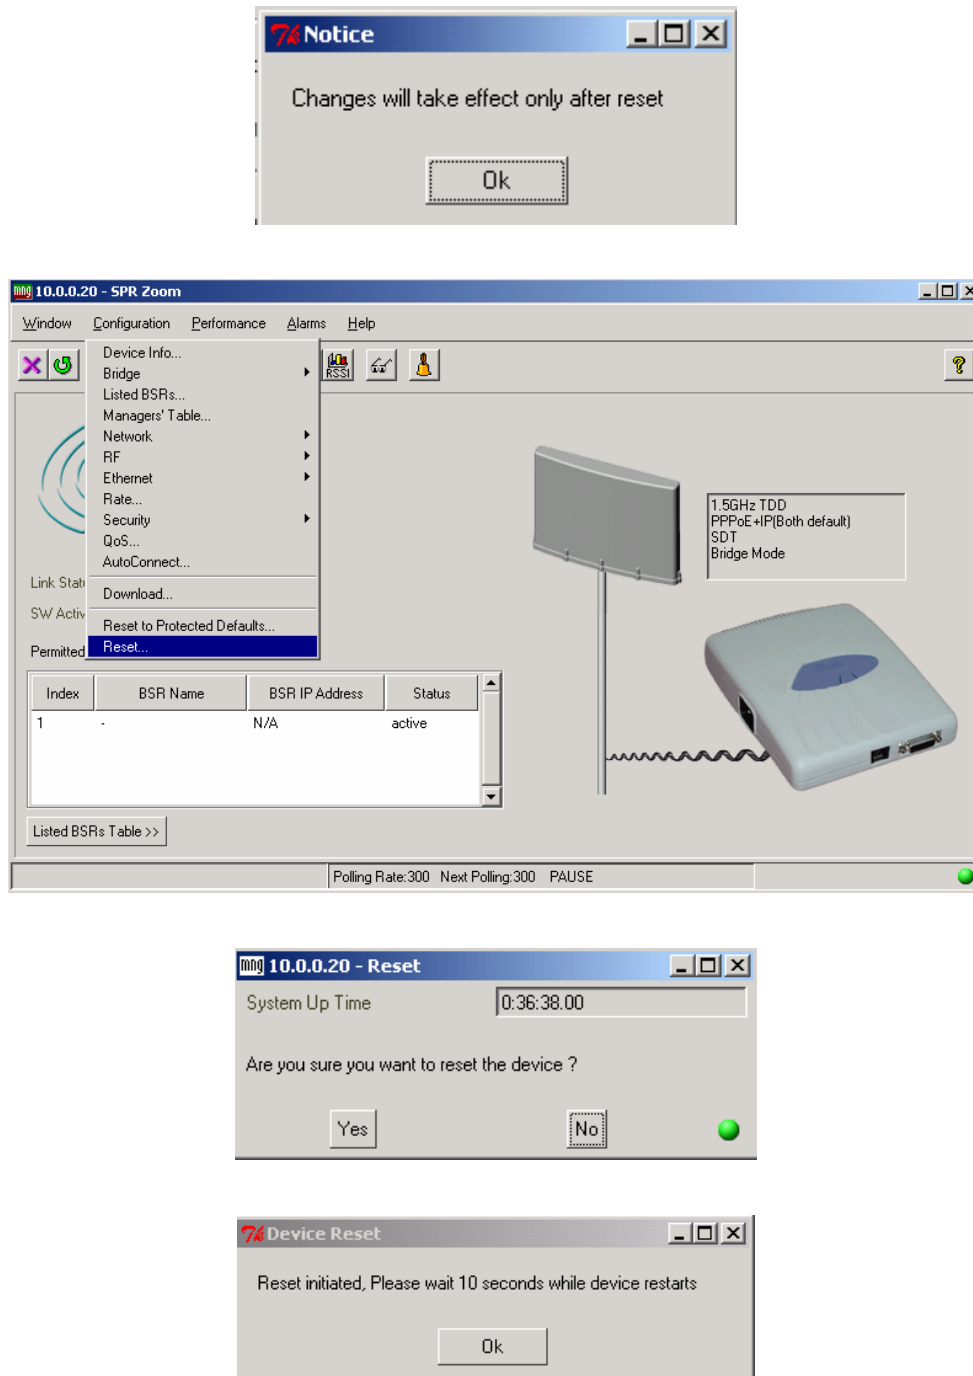 Notice
Changes will take effect only after reset
Ok
mng 10.0.0.20 - SPR Zoom
Window Configuration Performance Alarms Help
RSSI
?
Device Info...
Bridge
Listed BSRs...
Managers' Table...
Network
RF
Ethernet
Rate...
Security
QoS...
AutoConnect...
Download...
Reset to Protected Defaults...
Reset...
1.5GHz TDD
PPPoE+IP(Both default)
SDT
Bridge Mode
Link Stat
SW Activ
Permitted
Index BSR Name BSR IP Address Status
1 - N/A active
Listed BSRs Table >>
Polling Rate:300 Next Polling:300 PAUSE
mng 10.0.0.20 - Reset
System Up Time 0:36:38.00
Are you sure you want to reset the device ?
Yes No
Device Reset
Reset initiated, Please wait 10 seconds while device restarts
Ok